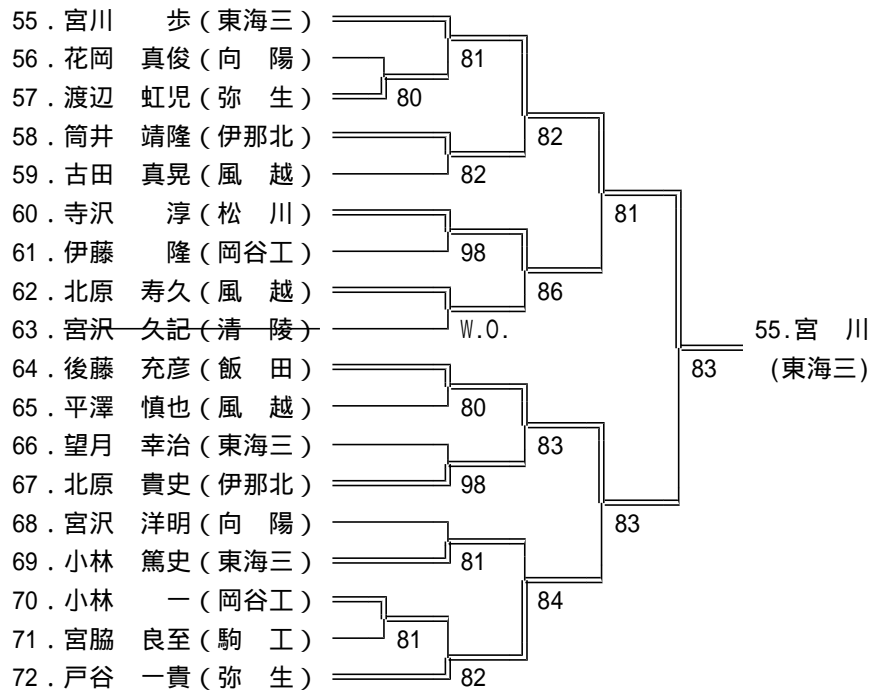 55．宮川　　歩（東海三）
81
56．花岡　真俊（向　陽）
80
57．渡辺　虹児（弥　生）
82
58．筒井　靖隆（伊那北）
82
59．古田　真晃（風　越）
81
60．寺沢　　淳（松　川）
98
61．伊藤　　隆（岡谷工）
86
62．北原　寿久（風　越）
W.O.
63．宮沢　久記（清　陵）
55.宮　川
(東海三)
83
64．後藤　充彦（飯　田）
80
65．平澤　慎也（風　越）
83
66．望月　幸治（東海三）
98
67．北原　貴史（伊那北）
83
68．宮沢　洋明（向　陽）
81
69．小林　篤史（東海三）
84
70．小林　　一（岡谷工）
81
71．宮脇　良至（駒　工）
82
72．戸谷　一貴（弥　生）